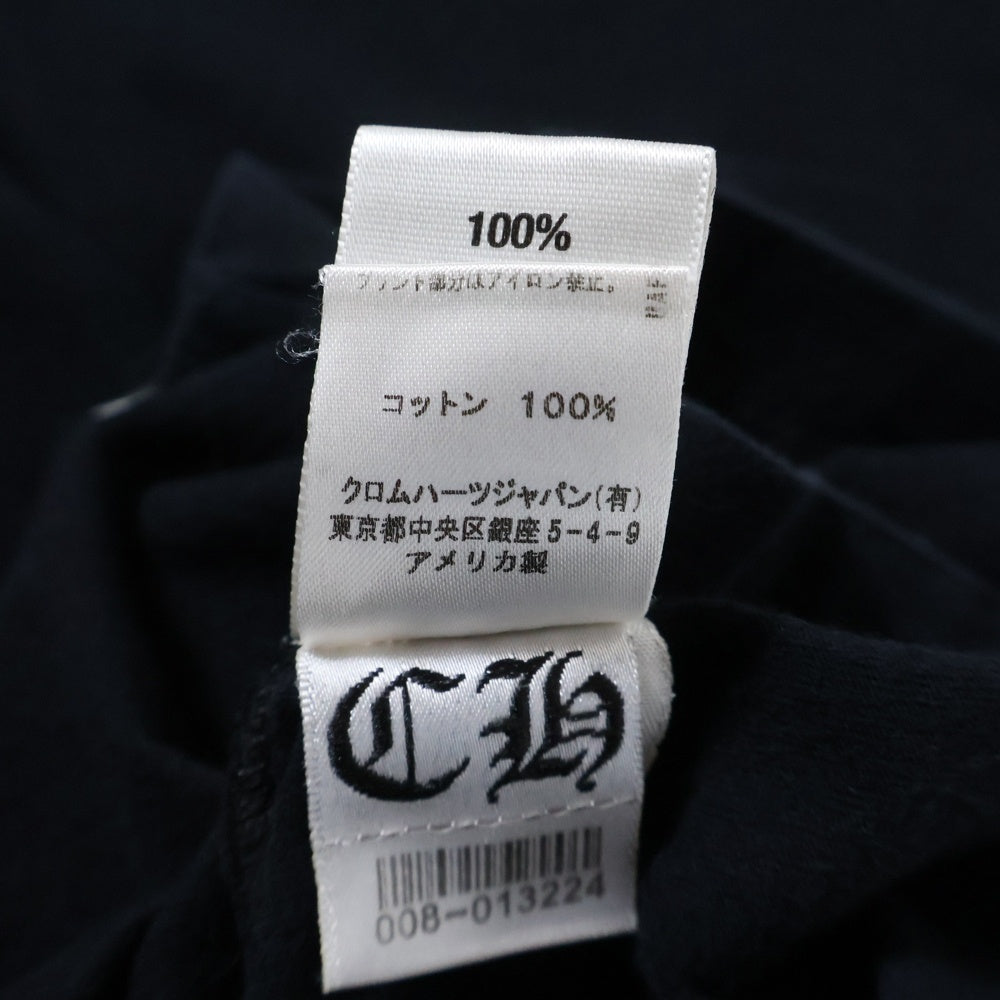 100%
プリント部分はアイロン禁止。
コットン 100%
クロムハーツジャパン(有)
東京都中央区銀座5-4-9
アメリカ製
CH
008-013224